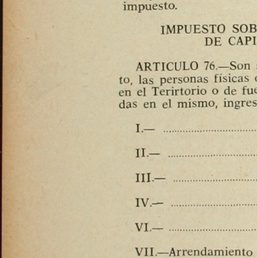 impuesto.
IMPUESTO SOB
DE CAPI
ARTICULO 76.—Son
to, las personas físicas
en el Terirtorio o de fue
das en el mismo, ingres
I.— ....................
II.— ....................
III.— ....................
IV.— ....................
VI.— ....................
VII.—Arrendamiento